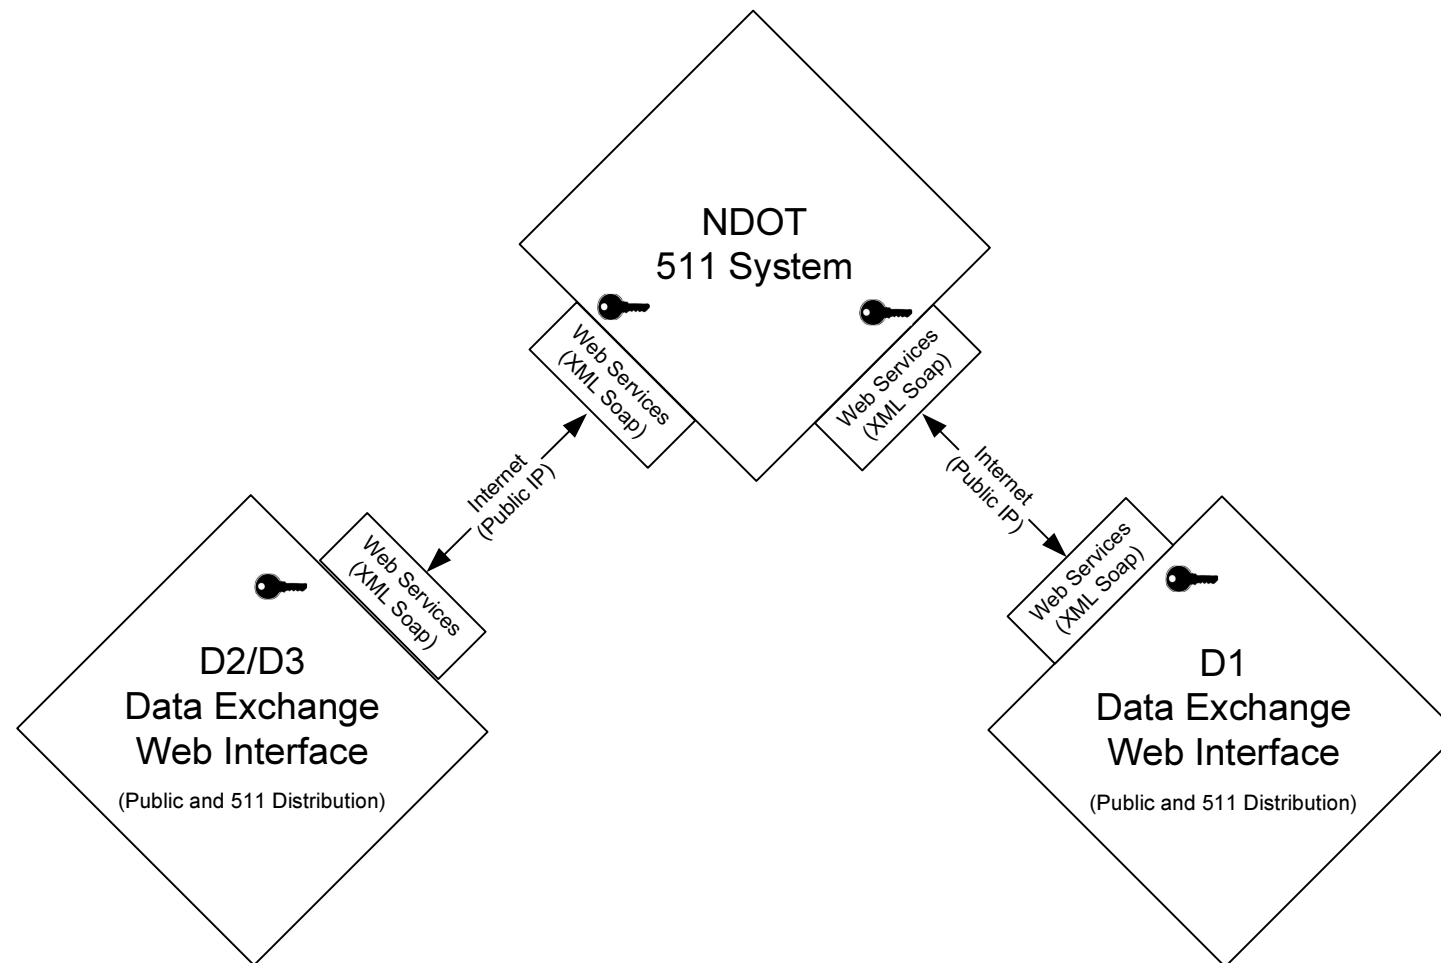 NDOT
511 System
Web Services
(XML Soap)
Web Services
(XML Soap)
Internet
(Public IP)
Internet
(Public IP)
Web Services
(XML Soap)
Web Services
(XML Soap)
D2/D3
Data Exchange
Web Interface
(Public and 511 Distribution)
D1
Data Exchange
Web Interface
(Public and 511 Distribution)